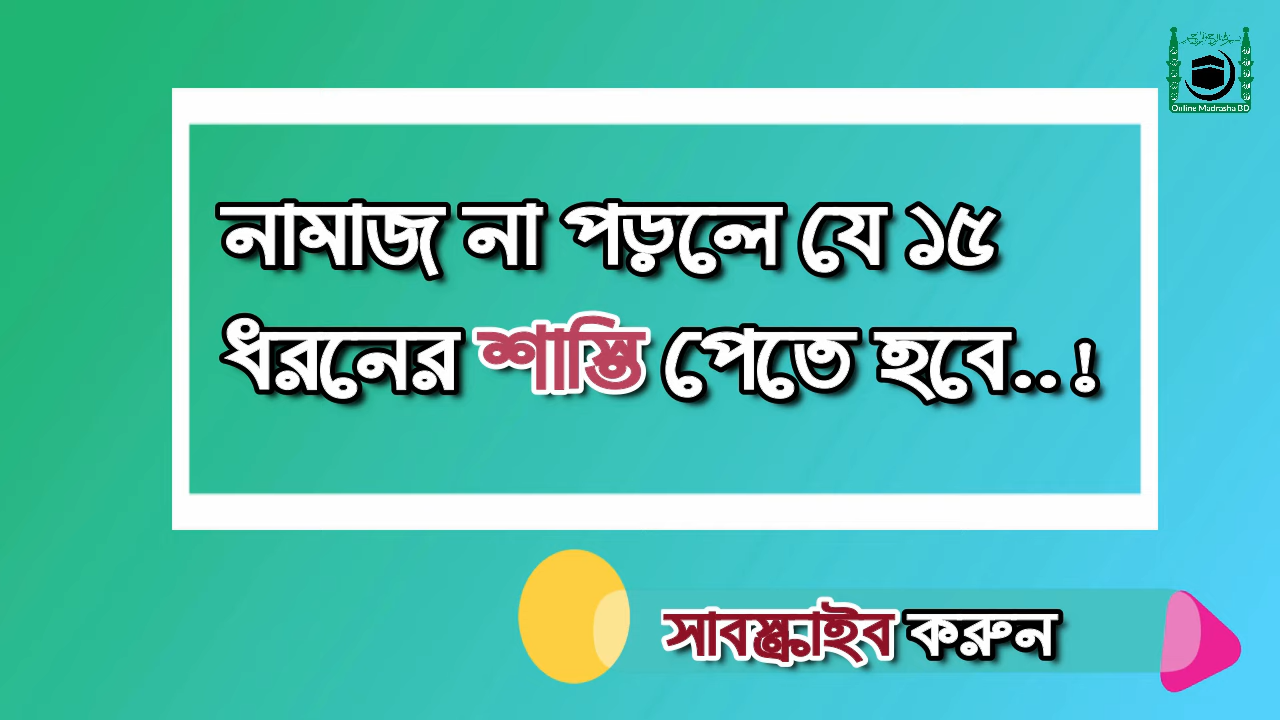 Online Madrasha BD
নামাজ না পড়লে যে ১৫
ধরনের শাস্তি পেতে হবে..!
সাবস্ক্রাইব করুন